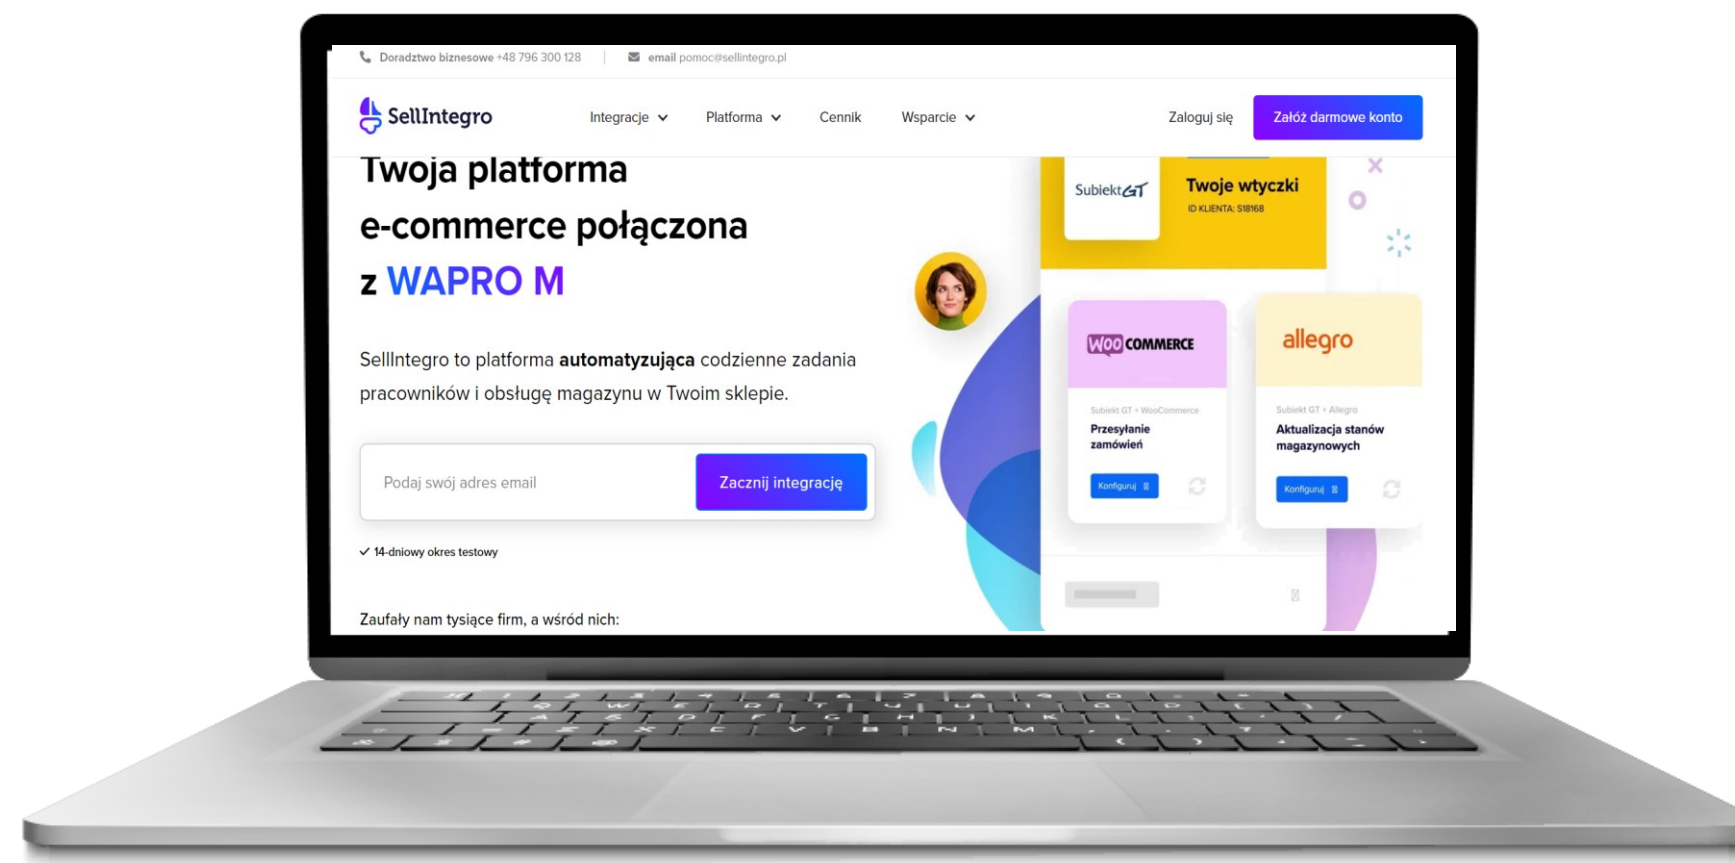 Doradztwo biznesowe +48 796 300 128
email pomoc@sellintegro.pl
SellIntegro
Integracje
Platforma
Cennik
Wsparcie
Zaloguj się
Załóż darmowe konto
Twoja platforma
e-commerce połączona
z WAPRO M
SellIntegro to platforma automatyzująca codzienne zadania
pracowników i obsługę magazynu w Twoim sklepie.
Podaj swój adres email
Zacznij integrację
14-dniowy okres testowy
Zaufały nam tysiące firm, a wśród nich:
Subiekt GT
Twoje wtyczki
ID KLIENTA: S18168
WOO COMMERCE
Subiekt GT + WooCommerce
Przesyłanie
zamówień
Konfiguruj
allegro
Subiekt GT + Allegro
Aktualizacja stanów
magazynowych
Konfiguruj